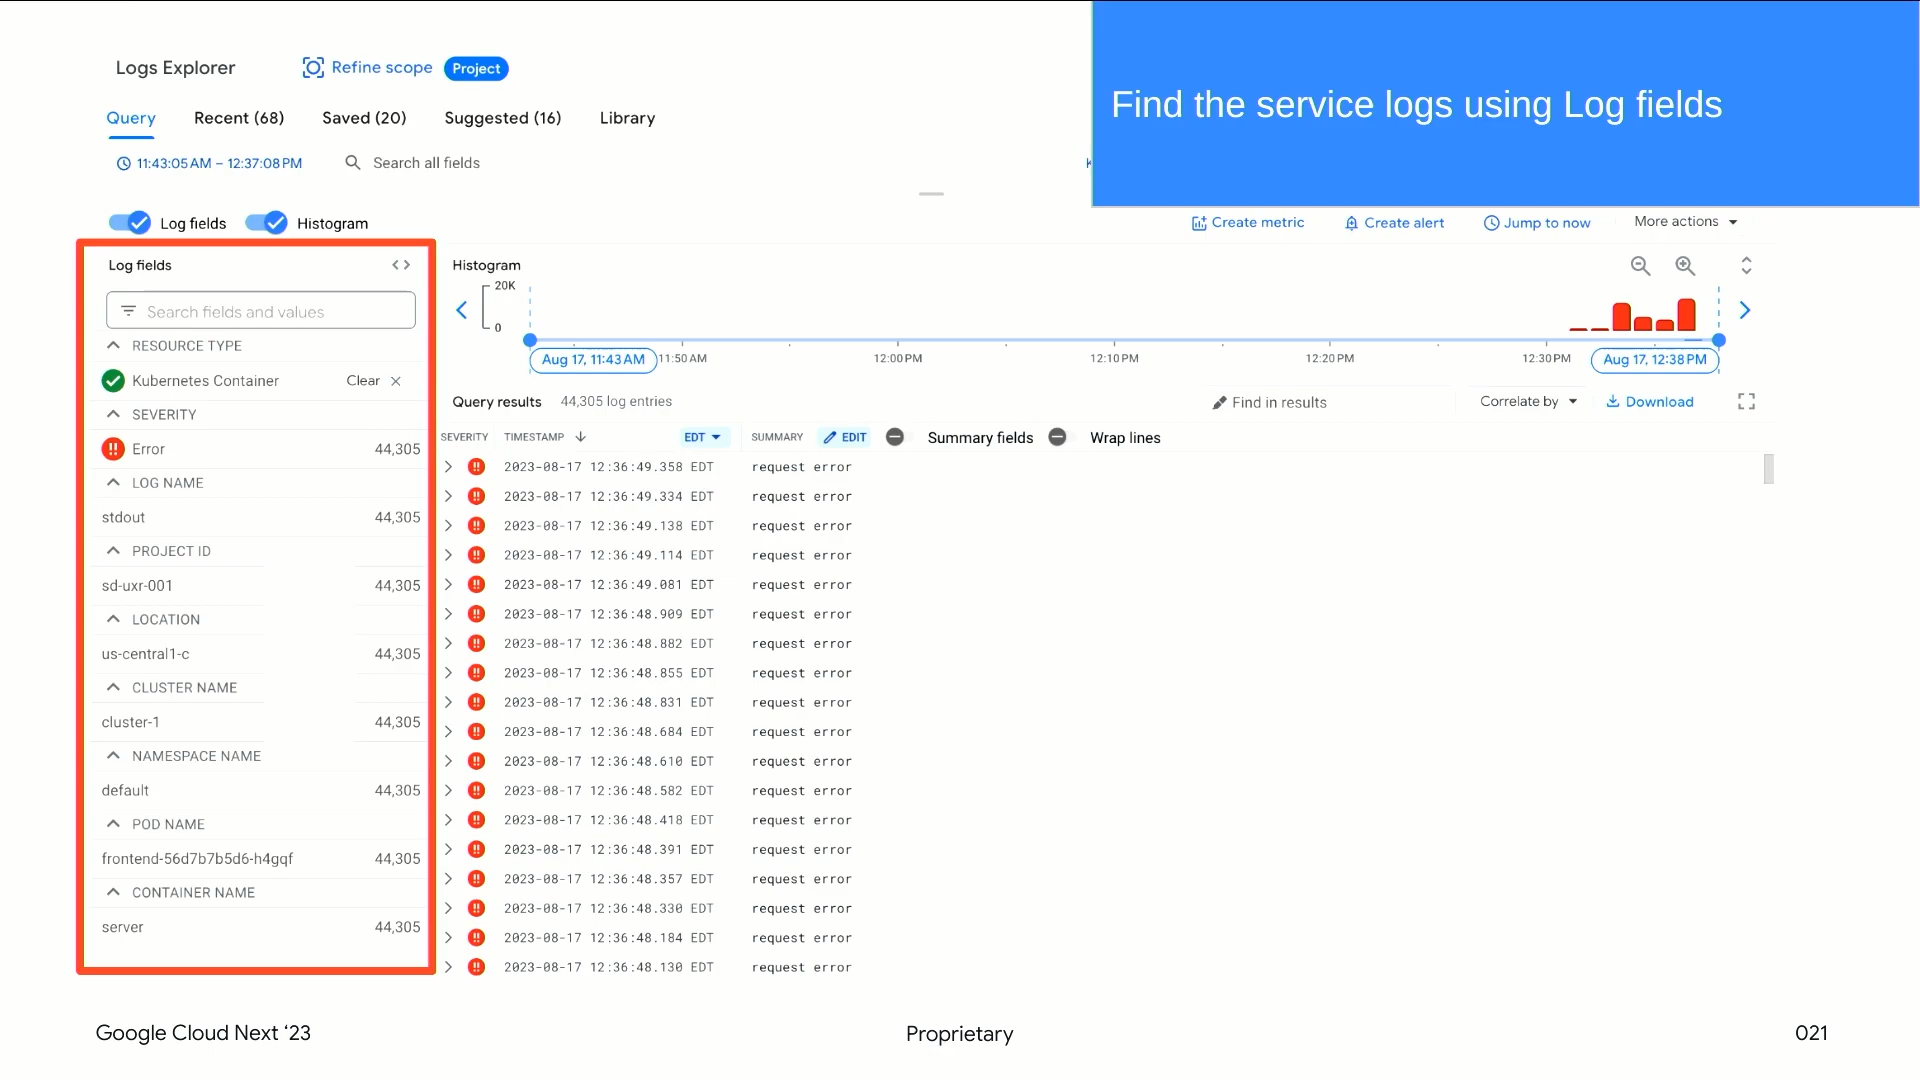 Find the service logs using Log fields
Logs Explorer Refine scope Project
Query Recent (68) Saved (20) Suggested (16) Library
11:43:05 AM – 12:37:08 PM Search all fields
Log fields Histogram Create metric Create alert Jump to now More actions
Log fields <>
Search fields and values
RESOURCE TYPE
Kubernetes Container Clear
SEVERITY
Error 44,305
LOG NAME
stdout 44,305
PROJECT ID
sd-uxr-001 44,305
LOCATION
us-central1-c 44,305
CLUSTER NAME
cluster-1 44,305
NAMESPACE NAME
default 44,305
POD NAME
frontend-56d7b7b5d6-h4gqf 44,305
CONTAINER NAME
server 44,305
Histogram
20K
0
Aug 17, 11:43 AM 11:50 AM 12:00 PM 12:10 PM 12:20 PM 12:30 PM Aug 17, 12:38 PM
Query results 44,305 log entries Find in results Correlate by Download
SEVERITY TIMESTAMP EDT SUMMARY EDIT Summary fields Wrap lines
2023-08-17 12:36:49.358 EDT request error
2023-08-17 12:36:49.334 EDT request error
2023-08-17 12:36:49.138 EDT request error
2023-08-17 12:36:49.114 EDT request error
2023-08-17 12:36:49.081 EDT request error
2023-08-17 12:36:48.909 EDT request error
2023-08-17 12:36:48.882 EDT request error
2023-08-17 12:36:48.855 EDT request error
2023-08-17 12:36:48.831 EDT request error
2023-08-17 12:36:48.684 EDT request error
2023-08-17 12:36:48.610 EDT request error
2023-08-17 12:36:48.582 EDT request error
2023-08-17 12:36:48.418 EDT request error
2023-08-17 12:36:48.391 EDT request error
2023-08-17 12:36:48.357 EDT request error
2023-08-17 12:36:48.330 EDT request error
2023-08-17 12:36:48.184 EDT request error
2023-08-17 12:36:48.130 EDT request error
Google Cloud Next ‘23 Proprietary 021